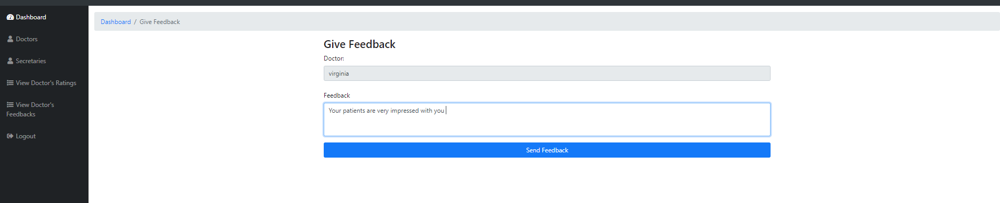 Dashboard
Doctors
Secretaries
View Doctor's Ratings
View Doctor's
Feedbacks
Logout
Dashboard / Give Feedback
Give Feedback
Doctor:
virginia
Feedback
Your patients are very impressed with you
Send Feedback